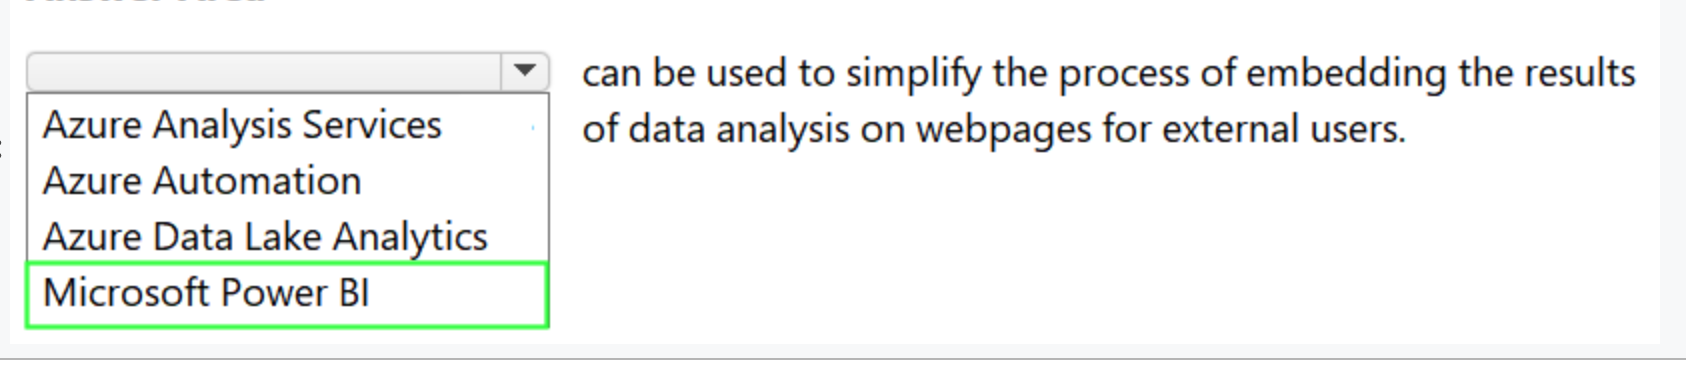 can be used to simplify the process of embedding the results
of data analysis on webpages for external users.
Azure Analysis Services
Azure Automation
Azure Data Lake Analytics
Microsoft Power BI